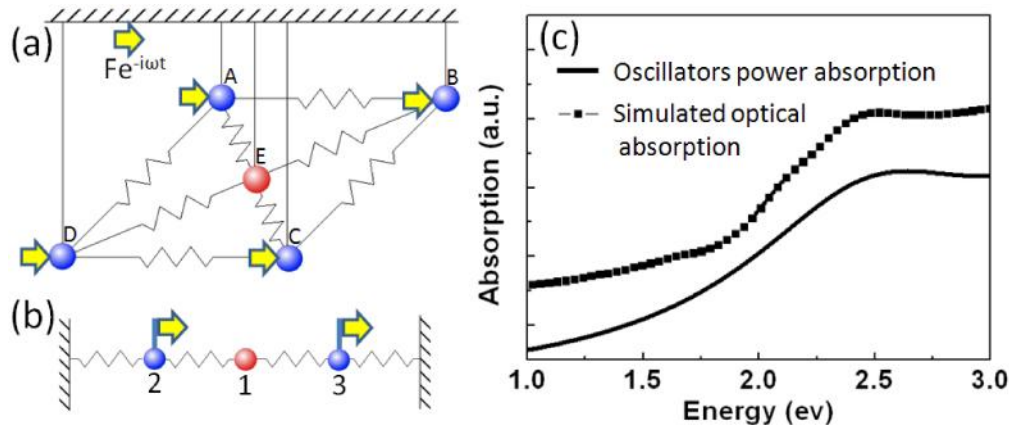 (a)
Fe⁻ⁱωᵗ
A
B
E
D
C
(b)
2
1
3
(c)
Oscillators power absorption
Simulated optical
absorption
Absorption (a.u.)
1.0
1.5
2.0
2.5
3.0
Energy (ev)